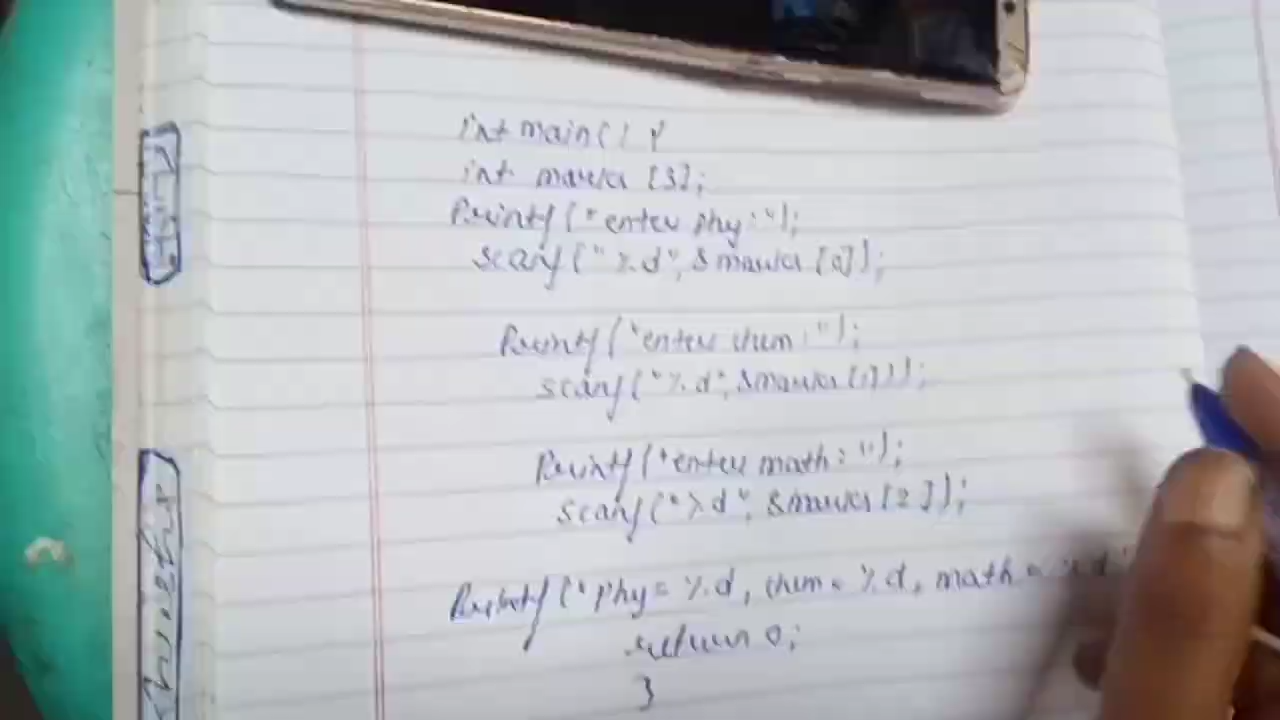 int main() {
int marks [3];
Printf ("enter phy: ");
scanf (" %d", &marks [0]);
Printf ("enter chem : ");
scanf ("%d", &marks [1]);
Printf ("enter math : ");
scanf ("%d", &marks [2]);
Printf ("phy = %d, chem = %d, math = %d"
return 0;
}